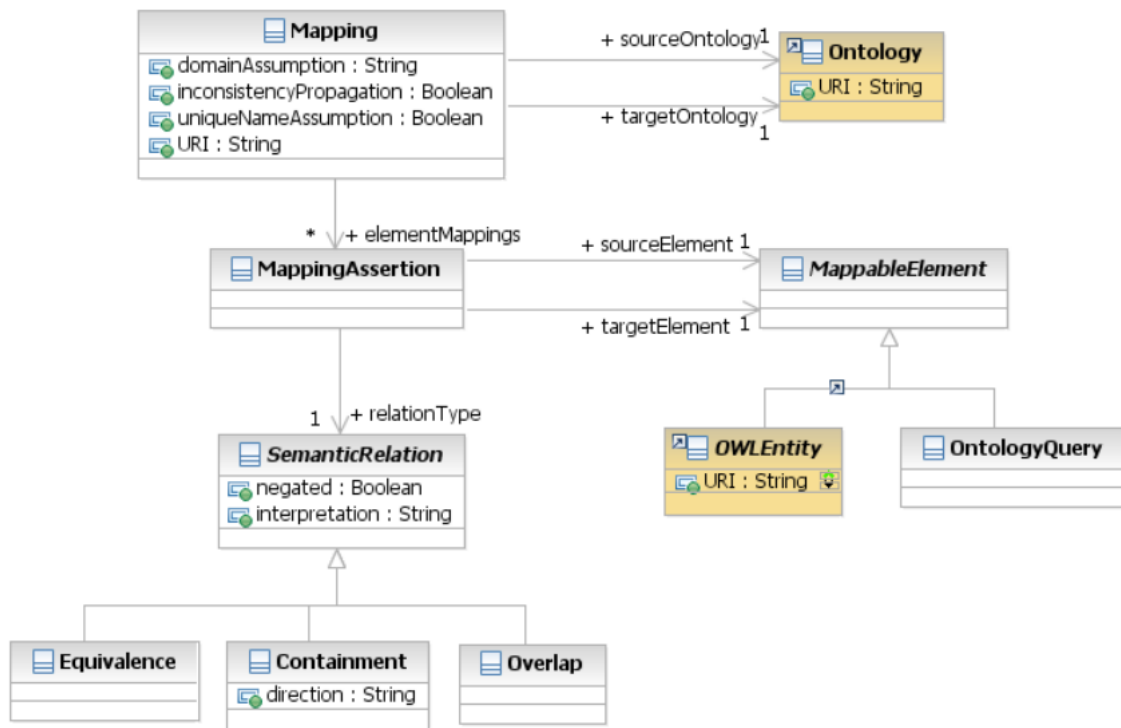 Mapping
domainAssumption : String
inconsistencyPropagation : Boolean
uniqueNameAssumption : Boolean
URI : String
+ sourceOntology
1
Ontology
URI : String
+ targetOntology
1
*
+ elementMappings
MappingAssertion
+ sourceElement
1
MappableElement
+ targetElement
1
1
+ relationType
SemanticRelation
negated : Boolean
interpretation : String
OWLEntity
URI : String
OntologyQuery
Equivalence
Containment
direction : String
Overlap